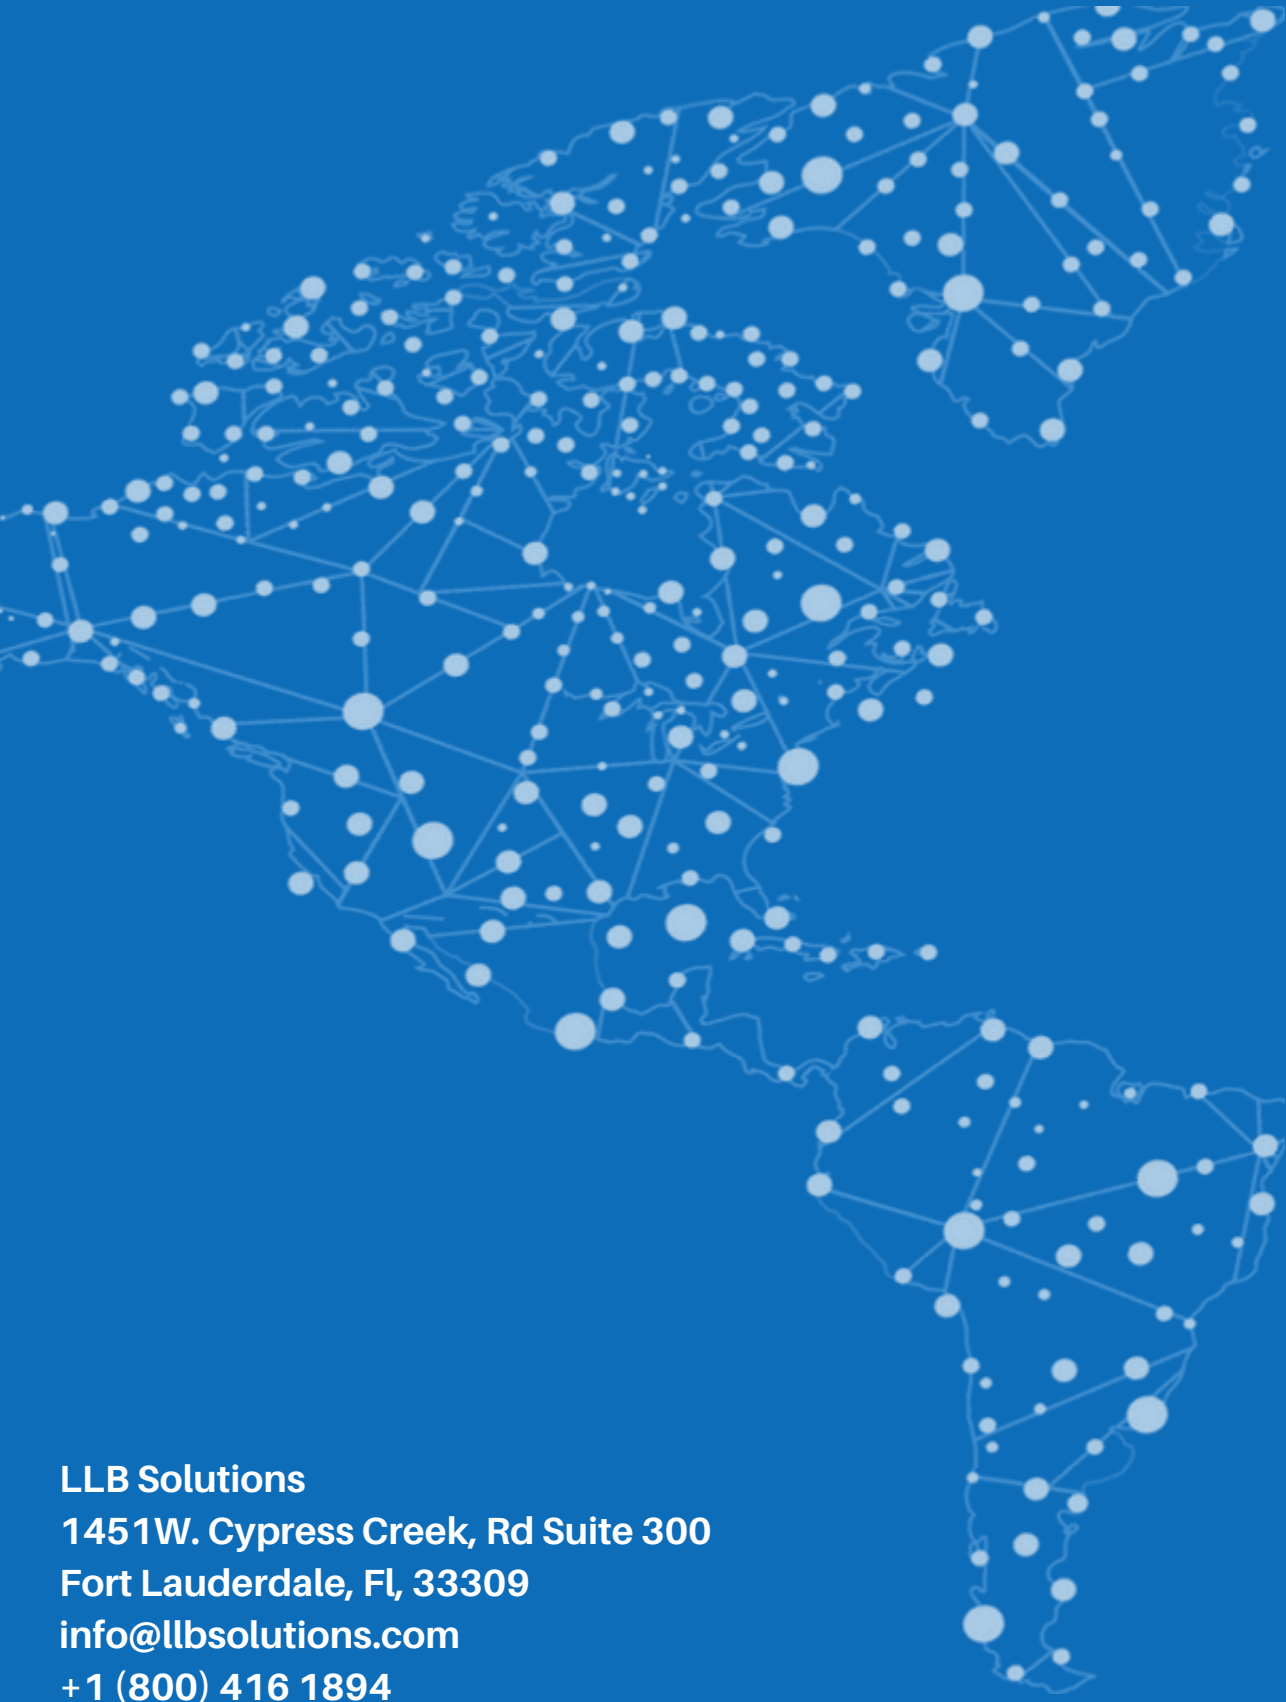 LLB Solutions
1451W. Cypress Creek, Rd Suite 300
Fort Lauderdale, Fl, 33309
info@llbsolutions.com
+1 (800) 416 1894